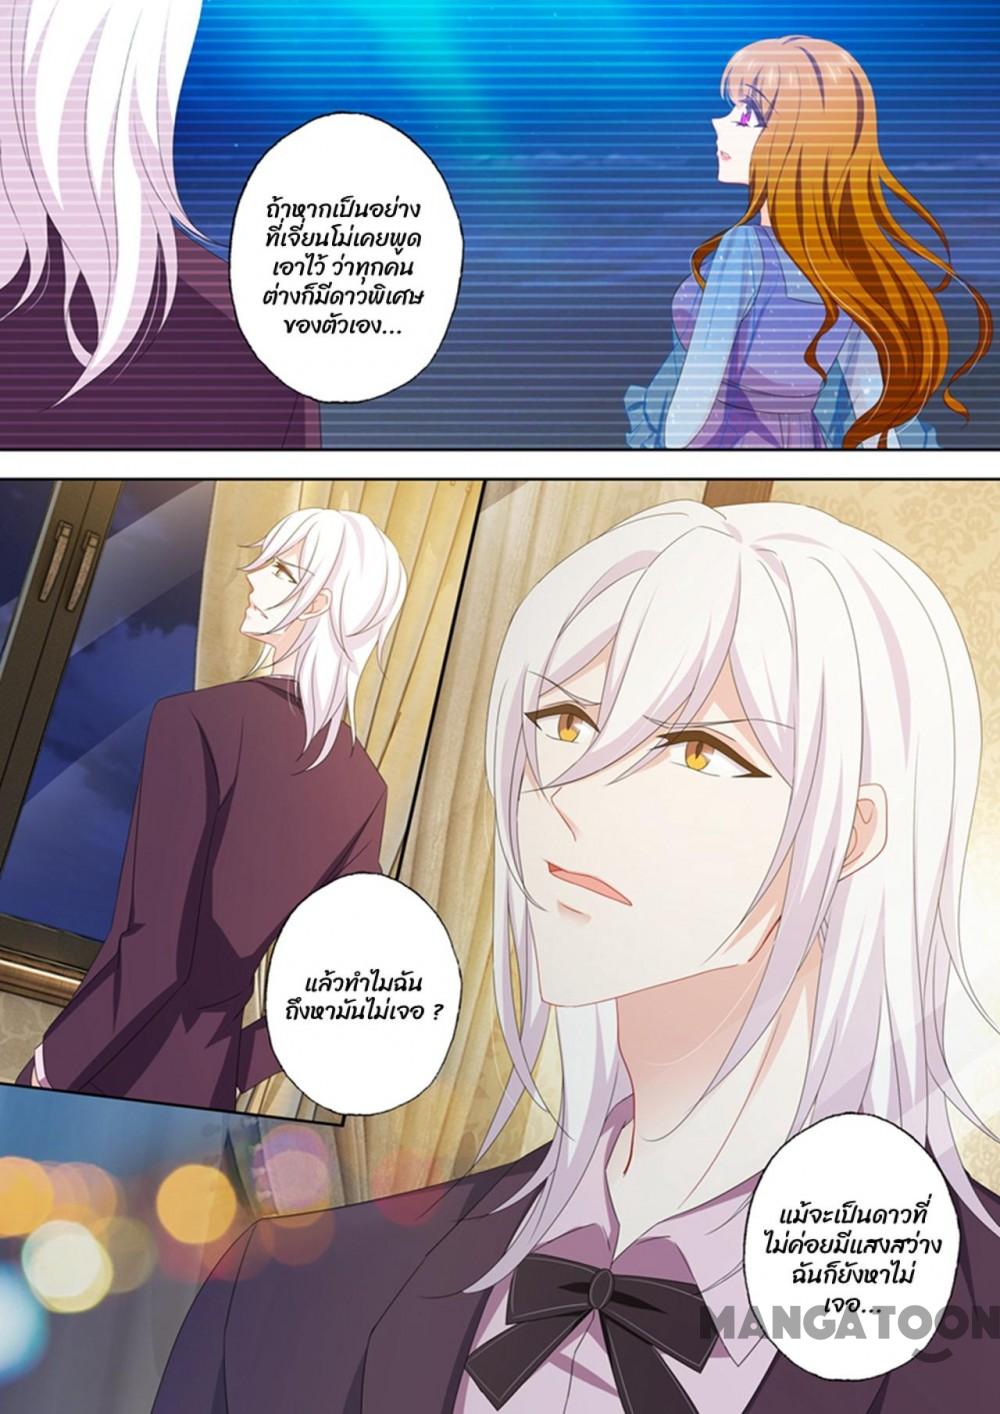 ถ้าหากเป็นอย่าง
ที่เจี่ยนโม่เคยพูด
เอาไว้ ว่าทุกคน
ต่างก็มีดาวพิเศษ
ของตัวเอง...
แล้วทำไมฉัน
ถึงหามันไม่เจอ ?
แม้จะเป็นดาวที่
ไม่ค่อยมีแสงสว่าง
ฉันก็ยังหาไม่
เจอ...
MANGATOON